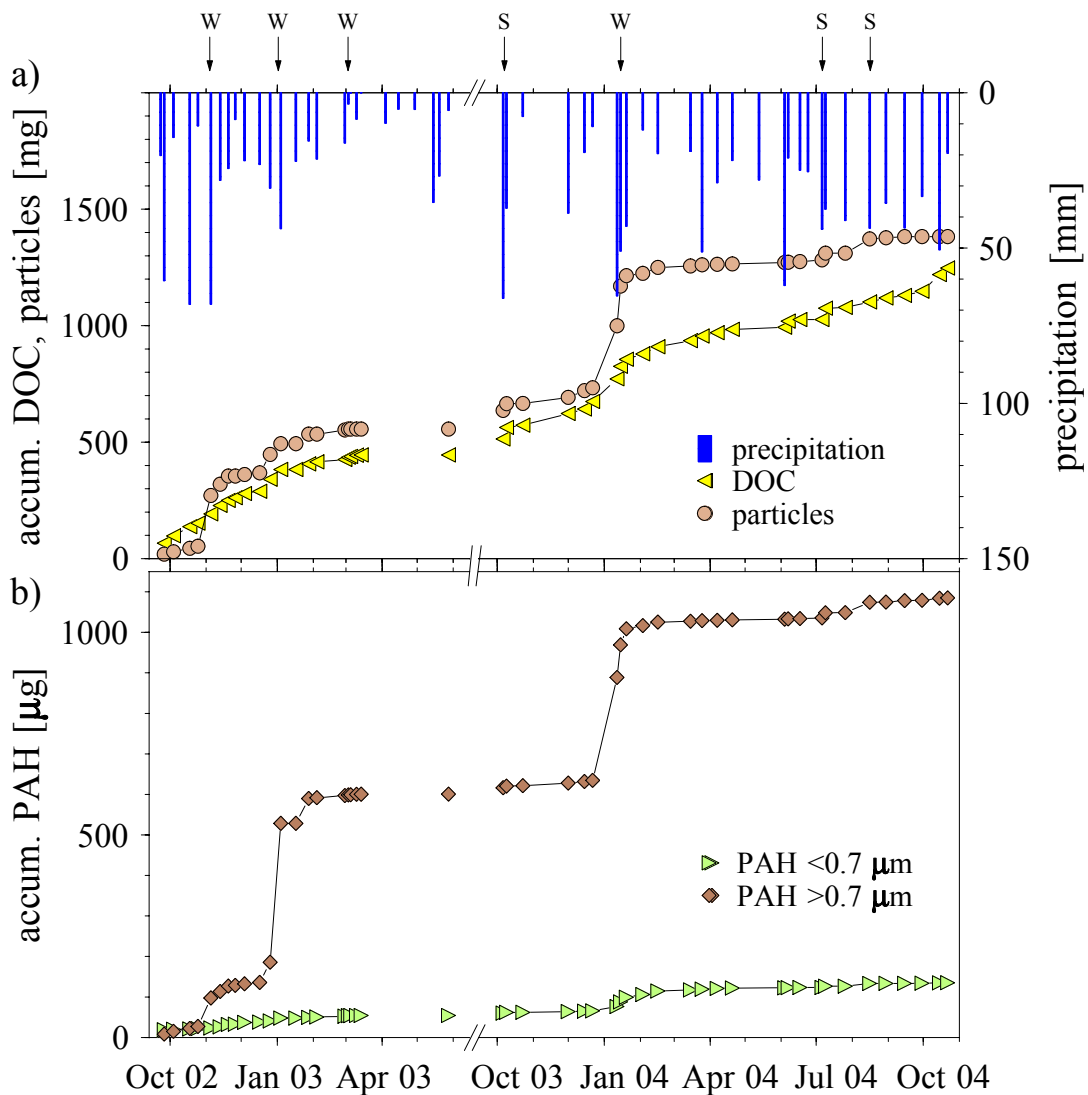 W W W S W S S
a)
0
50
100
150
precipitation [mm]
1500
1000
500
0
accum. DOC, particles [mg]
precipitation
DOC
particles
b)
1000
500
0
accum. PAH [µg]
PAH <0.7 µm
PAH >0.7 µm
Oct 02 Jan 03 Apr 03 Oct 03 Jan 04 Apr 04 Jul 04 Oct 04